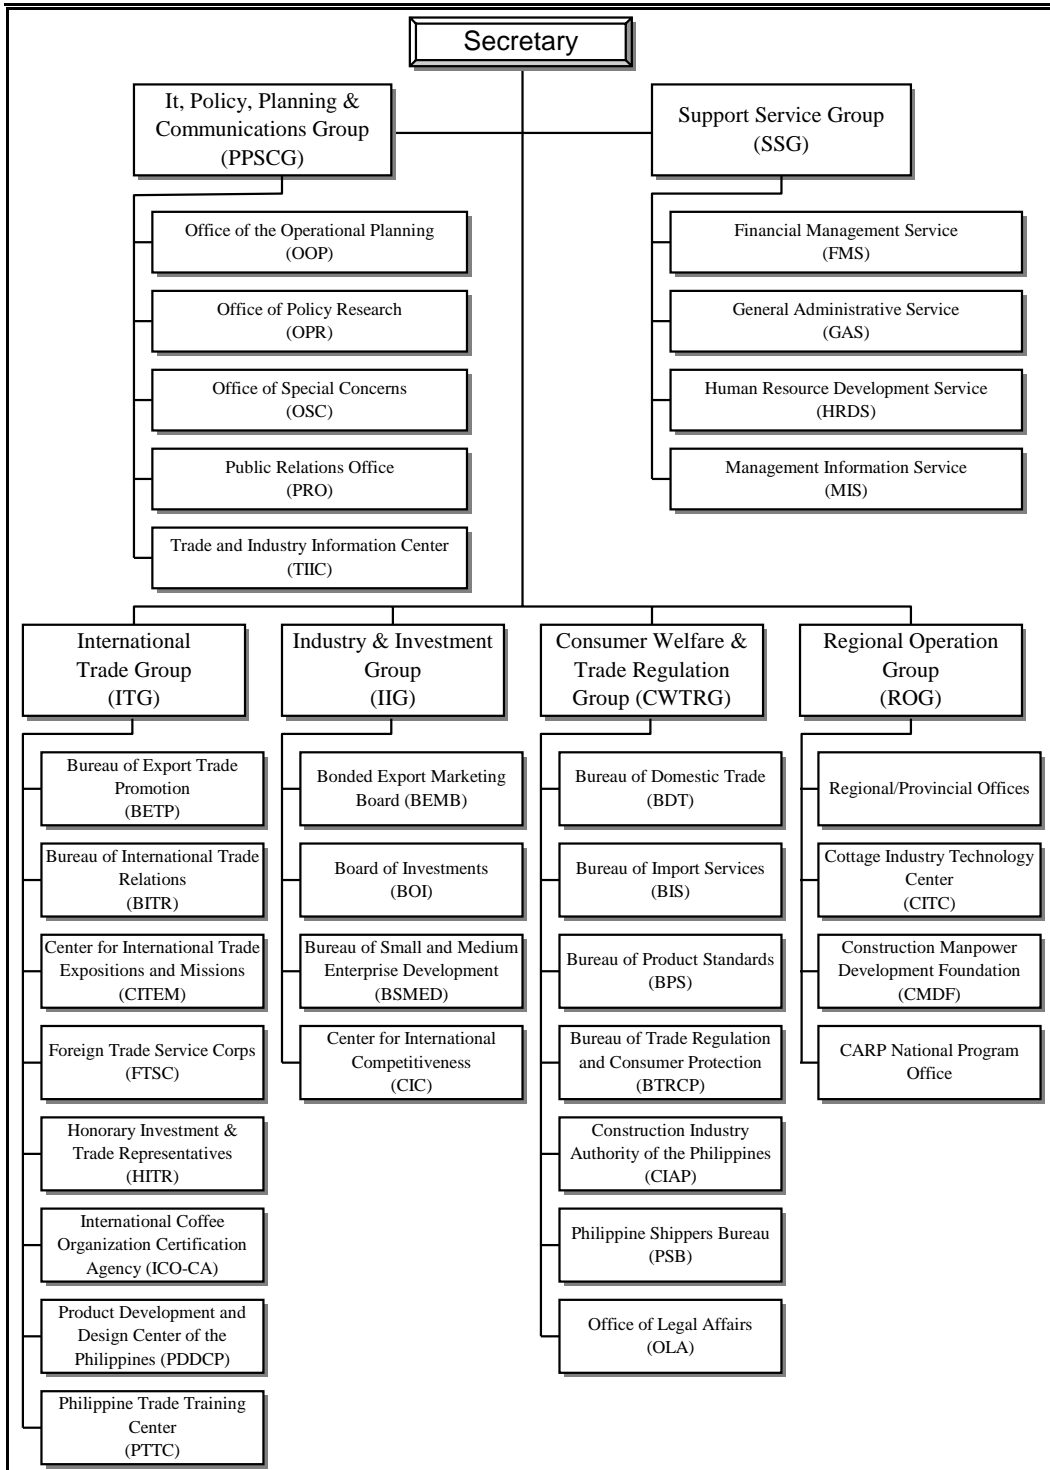 Secretary
It, Policy, Planning &
Communications Group
(PPSCG)
Support Service Group
(SSG)
Office of the Operational Planning
(OOP)
Office of Policy Research
(OPR)
Office of Special Concerns
(OSC)
Public Relations Office
(PRO)
Trade and Industry Information Center
(TIIC)
Financial Management Service
(FMS)
General Administrative Service
(GAS)
Human Resource Development Service
(HRDS)
Management Information Service
(MIS)
International
Trade Group
(ITG)
Bureau of Export Trade
Promotion
(BETP)
Bureau of International Trade
Relations
(BITR)
Center for International Trade
Expositions and Missions
(CITEM)
Foreign Trade Service Corps
(FTSC)
Honorary Investment &
Trade Representatives
(HITR)
International Coffee
Organization Certification
Agency (ICO-CA)
Product Development and
Design Center of the
Philippines (PDDCP)
Philippine Trade Training
Center
(PTTC)
Industry & Investment
Group
(IIG)
Bonded Export Marketing
Board (BEMB)
Board of Investments
(BOI)
Bureau of Small and Medium
Enterprise Development
(BSMED)
Center for International
Competitiveness
(CIC)
Consumer Welfare &
Trade Regulation
Group (CWTRG)
Bureau of Domestic Trade
(BDT)
Bureau of Import Services
(BIS)
Bureau of Product Standards
(BPS)
Bureau of Trade Regulation
and Consumer Protection
(BTRCP)
Construction Industry
Authority of the Philippines
(CIAP)
Philippine Shippers Bureau
(PSB)
Office of Legal Affairs
(OLA)
Regional Operation
Group
(ROG)
Regional/Provincial Offices
Cottage Industry Technology
Center
(CITC)
Construction Manpower
Development Foundation
(CMDF)
CARP National Program
Office